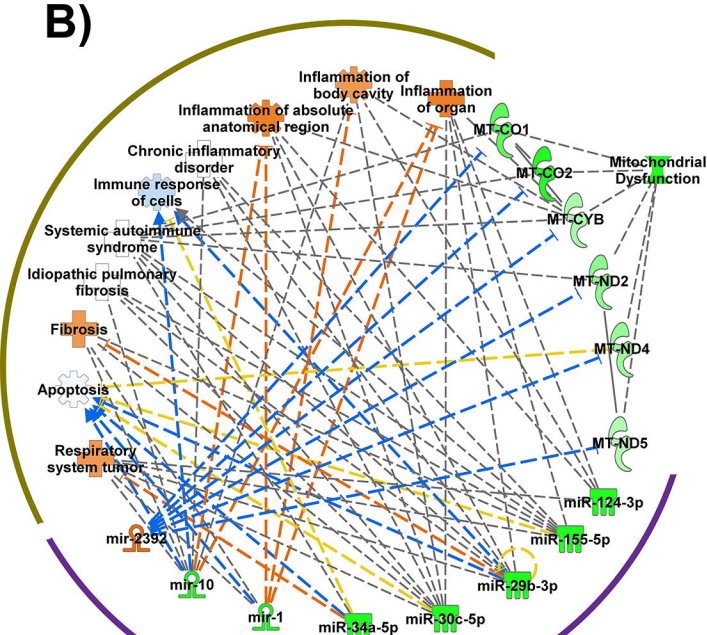 B)
Inflammation of
body cavity
Inflammation
of organ
Inflammation of absolute
anatomical region
MT-CO1
Chronic inflammatory
disorder
MT-CO2
Mitochondrial
Dysfunction
Immune response
of cells
MT-CYB
Systemic autoimmune
syndrome
Idiopathic pulmonary
fibrosis
MT-ND2
Fibrosis
MT-ND4
Apoptosis
MT-ND5
Respiratory
system tumor
miR-124-3p
mir-2392
miR-155-5p
mir-10
miR-29b-3p
mir-1
miR-34a-5p
miR-30c-5p